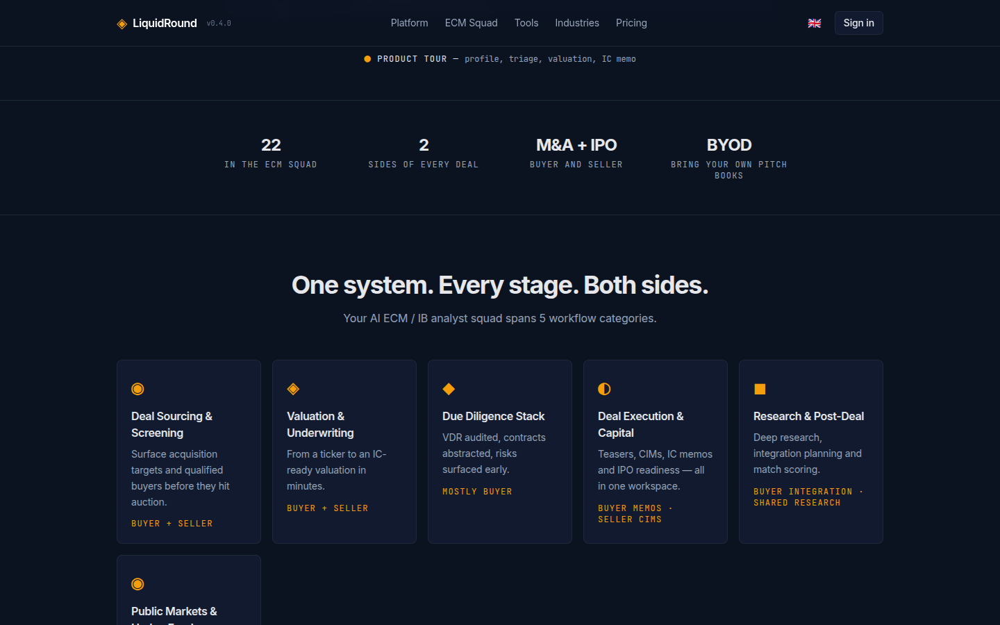 LiquidRound v0.4.0
Platform ECM Squad Tools Industries Pricing
Sign in
PRODUCT TOUR — profile, triage, valuation, IC memo
22
IN THE ECM SQUAD
2
SIDES OF EVERY DEAL
M&A + IPO
BUYER AND SELLER
BYOD
BRING YOUR OWN PITCH
BOOKS
One system. Every stage. Both sides.
Your AI ECM / IB analyst squad spans 5 workflow categories.
Deal Sourcing &
Screening
Surface acquisition
targets and qualified
buyers before they hit
auction.
BUYER + SELLER
Valuation &
Underwriting
From a ticker to an IC-
ready valuation in
minutes.
BUYER + SELLER
Due Diligence Stack
VDR audited, contracts
abstracted, risks
surfaced early.
MOSTLY BUYER
Deal Execution &
Capital
Teasers, CIMs, IC memos
and IPO readiness — all
in one workspace.
BUYER MEMOS ·
SELLER CIMS
Research & Post-Deal
Deep research,
integration planning and
match scoring.
BUYER INTEGRATION ·
SHARED RESEARCH
Public Markets &